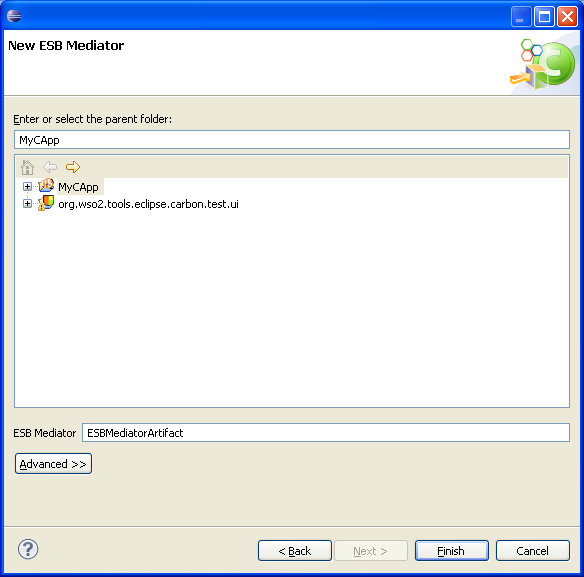 New ESB Mediator
Enter or select the parent folder:
MyCApp
MyCApp
org.wso2.tools.eclipse.carbon.test.ui
ESB Mediator ESBMediatorArtifact
Advanced >>
? < Back Next > Finish Cancel